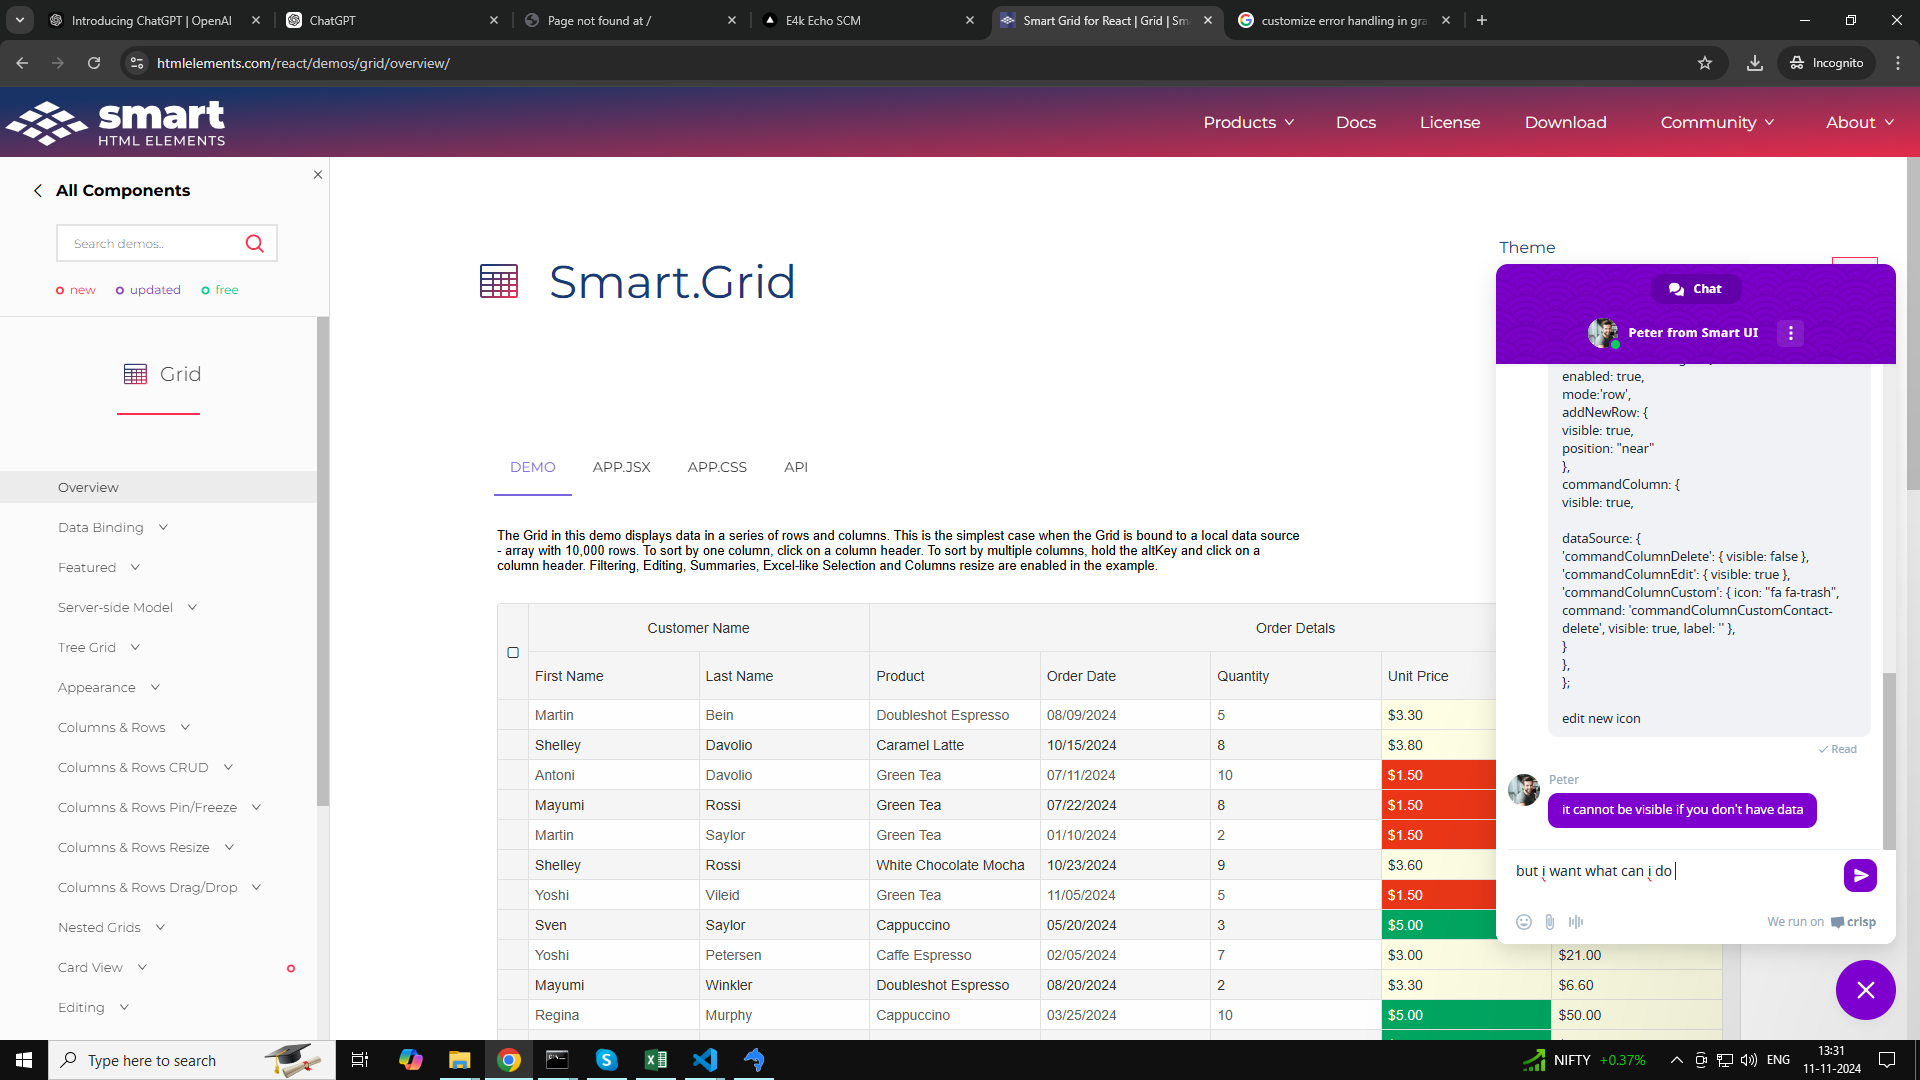 Introducing ChatGPT | OpenAI
ChatGPT
Page not found at /
E4k Echo SCM
Smart Grid for React | Grid | Sm
customize error handling in gra
htmlelements.com/react/demos/grid/overview/
Incognito
smart
HTML ELEMENTS
Products
Docs
License
Download
Community
About
All Components
Search demos..
new
updated
free
Grid
Overview
Data Binding
Featured
Server-side Model
Tree Grid
Appearance
Columns & Rows
Columns & Rows CRUD
Columns & Rows Pin/Freeze
Columns & Rows Resize
Columns & Rows Drag/Drop
Nested Grids
Card View
Editing
Smart.Grid
Theme
DEMO
APP.JSX
APP.CSS
API
The Grid in this demo displays data in a series of rows and columns. This is the simplest case when the Grid is bound to a local data source
- array with 10,000 rows. To sort by one column, click on a column header. To sort by multiple columns, hold the altKey and click on a
column header. Filtering, Editing, Summaries, Excel-like Selection and Columns resize are enabled in the example.
Customer Name
Order Detals
First Name Last Name Product Order Date Quantity Unit Price
Martin Bein Doubleshot Espresso 08/09/2024 5 $3.30
Shelley Davolio Caramel Latte 10/15/2024 8 $3.80
Antoni Davolio Green Tea 07/11/2024 10 $1.50
Mayumi Rossi Green Tea 07/22/2024 8 $1.50
Martin Saylor Green Tea 01/10/2024 2 $1.50
Shelley Rossi White Chocolate Mocha 10/23/2024 9 $3.60
Yoshi Vileid Green Tea 11/05/2024 5 $1.50
Sven Saylor Cappuccino 05/20/2024 3 $5.00
Yoshi Petersen Caffe Espresso 02/05/2024 7 $3.00 $21.00
Mayumi Winkler Doubleshot Espresso 08/20/2024 2 $3.30 $6.60
Regina Murphy Cappuccino 03/25/2024 10 $5.00 $50.00
Chat
Peter from Smart UI
enabled: true,
mode:'row',
addNewRow: {
visible: true,
position: "near"
},
commandColumn: {
visible: true,
dataSource: {
'commandColumnDelete': { visible: false },
'commandColumnEdit': { visible: true },
'commandColumnCustom': { icon: "fa fa-trash",
command: 'commandColumnCustomContact-
delete', visible: true, label: '' },
}
},
};
edit new icon
Read
Peter
it cannot be visible if you don't have data
but i want what can i do
We run on crisp
Type here to search
NIFTY +0.37%
ENG
13:31
11-11-2024